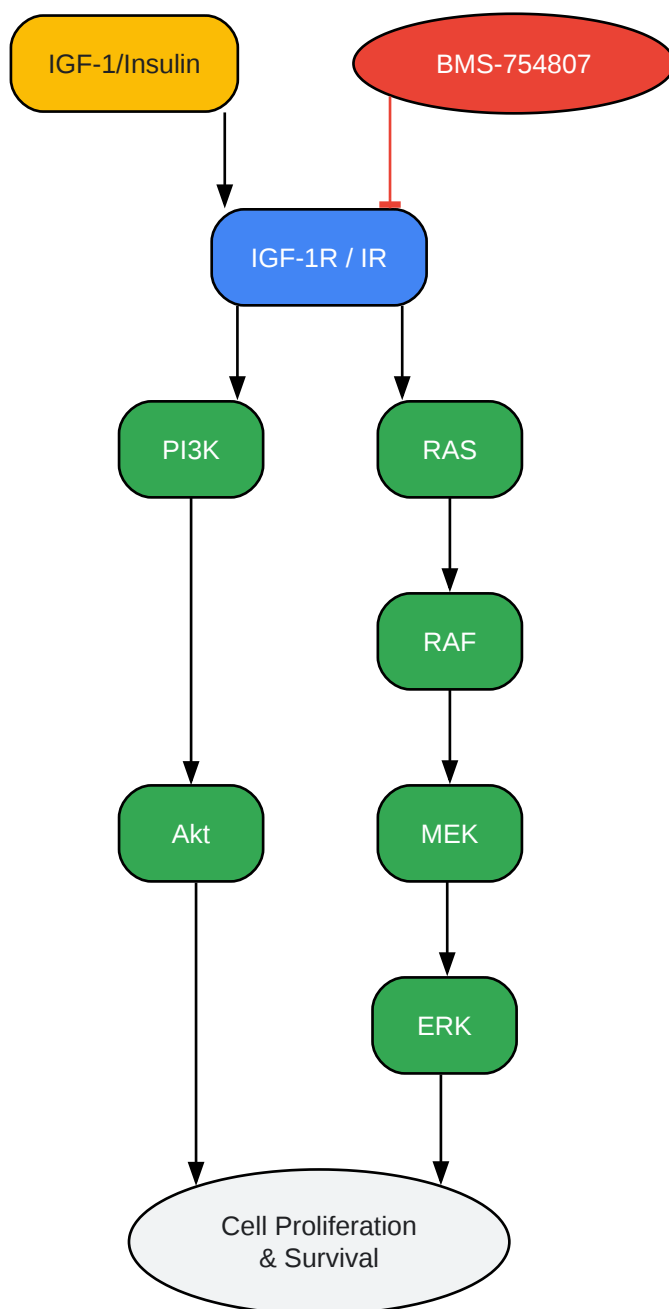 IGF-1/Insulin
BMS-754807
IGF-1R / IR
PI3K
RAS
RAF
Akt
MEK
ERK
Cell Proliferation
& Survival